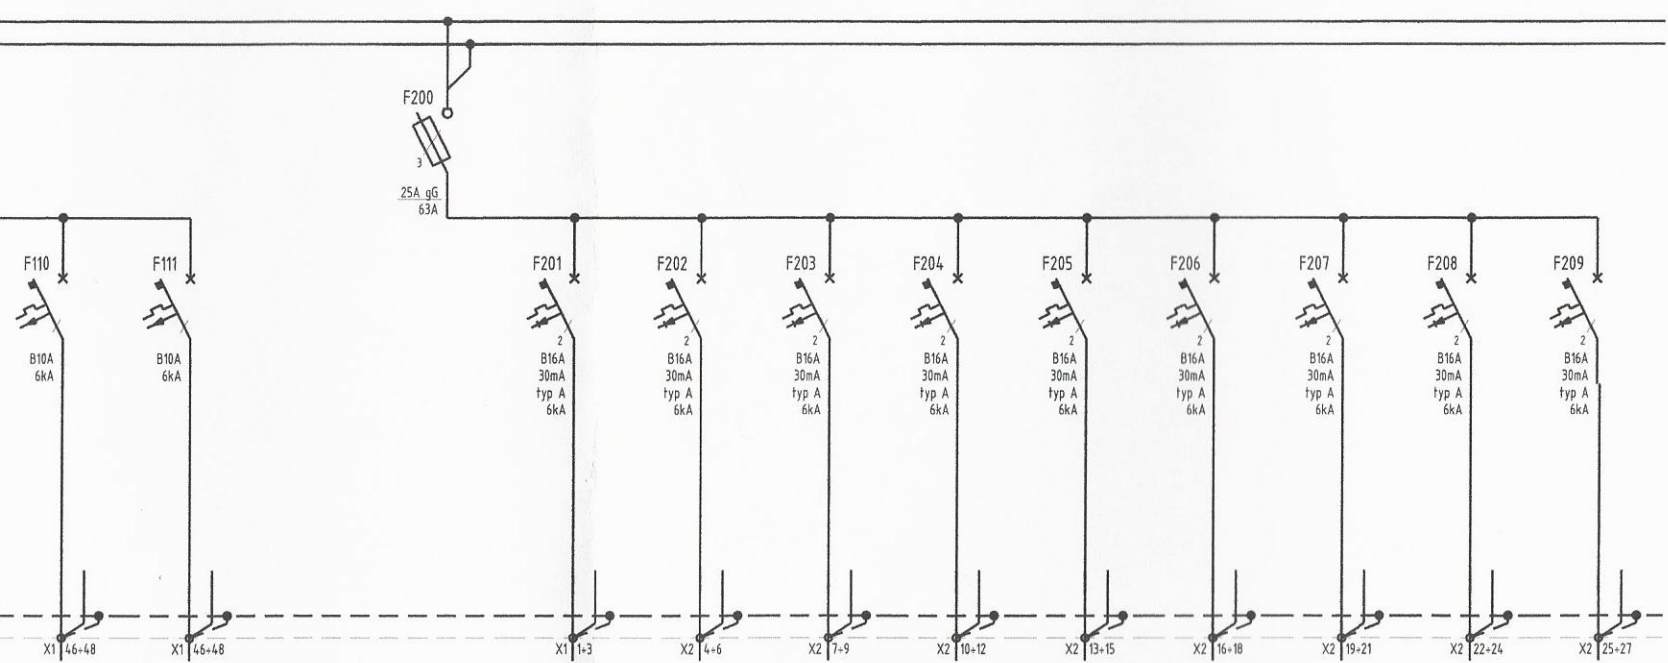 F200
3
25A gG
63A
F110 F111 F201 F202 F203 F204 F205 F206 F207 F208 F209
2 2 2 2 2 2 2 2 2
B10A B10A B16A B16A B16A B16A B16A B16A B16A B16A B16A
6kA 6kA 30mA 30mA 30mA 30mA 30mA 30mA 30mA 30mA 30mA
typ A typ A typ A typ A typ A typ A typ A typ A typ A
6kA 6kA 6kA 6kA 6kA 6kA 6kA 6kA 6kA
X1 46÷48 X1 46÷48 X1 1÷3 X2 4÷6 X2 7÷9 X2 10÷12 X2 13÷15 X2 16÷18 X2 19÷21 X2 22÷24 X2 25÷27